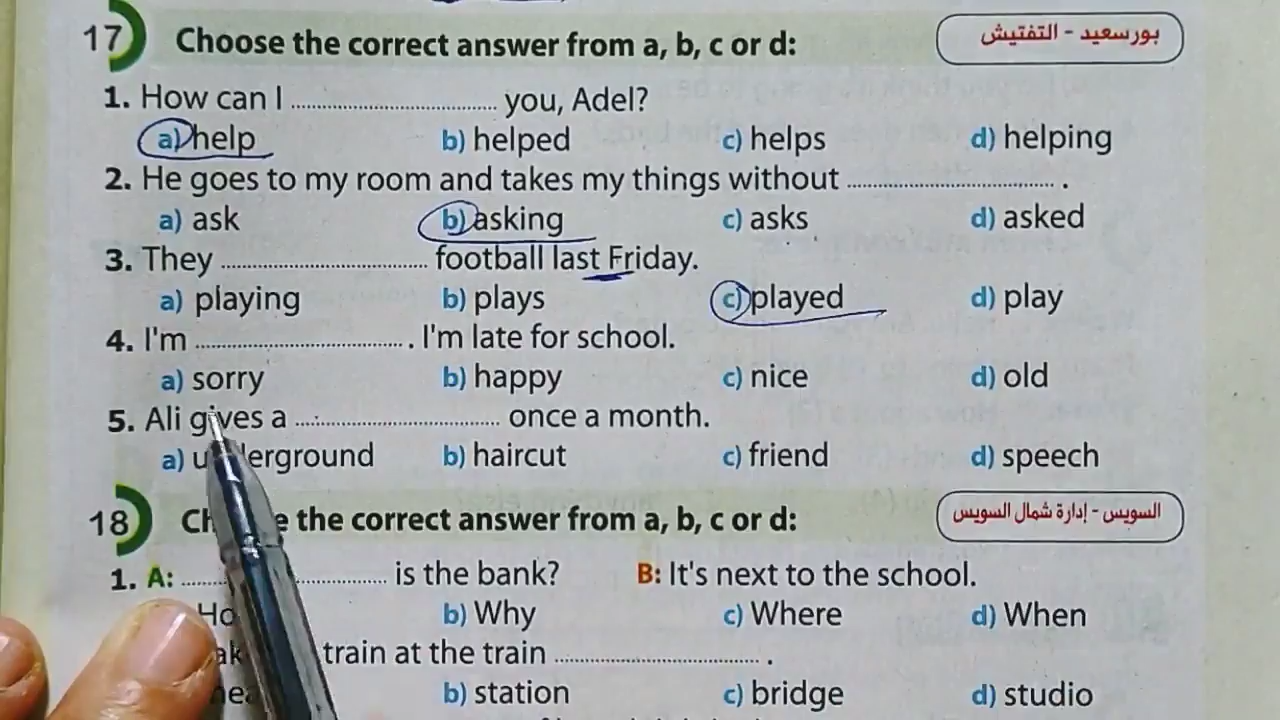 17 Choose the correct answer from a, b, c or d: بورسعيد - التفتيش
1. How can I ........................ you, Adel?
a) help b) helped c) helps d) helping
2. He goes to my room and takes my things without ........................ .
a) ask b) asking c) asks d) asked
3. They ........................ football last Friday.
a) playing b) plays c) played d) play
4. I'm ........................ . I'm late for school.
a) sorry b) happy c) nice d) old
5. Ali gives a ........................ once a month.
a) underground b) haircut c) friend d) speech
18 Choose the correct answer from a, b, c or d: السويس - إدارة شمال السويس
1. A: ........................ is the bank? B: It's next to the school.
b) Why c) Where d) When
train at the train ........................ .
b) station c) bridge d) studio